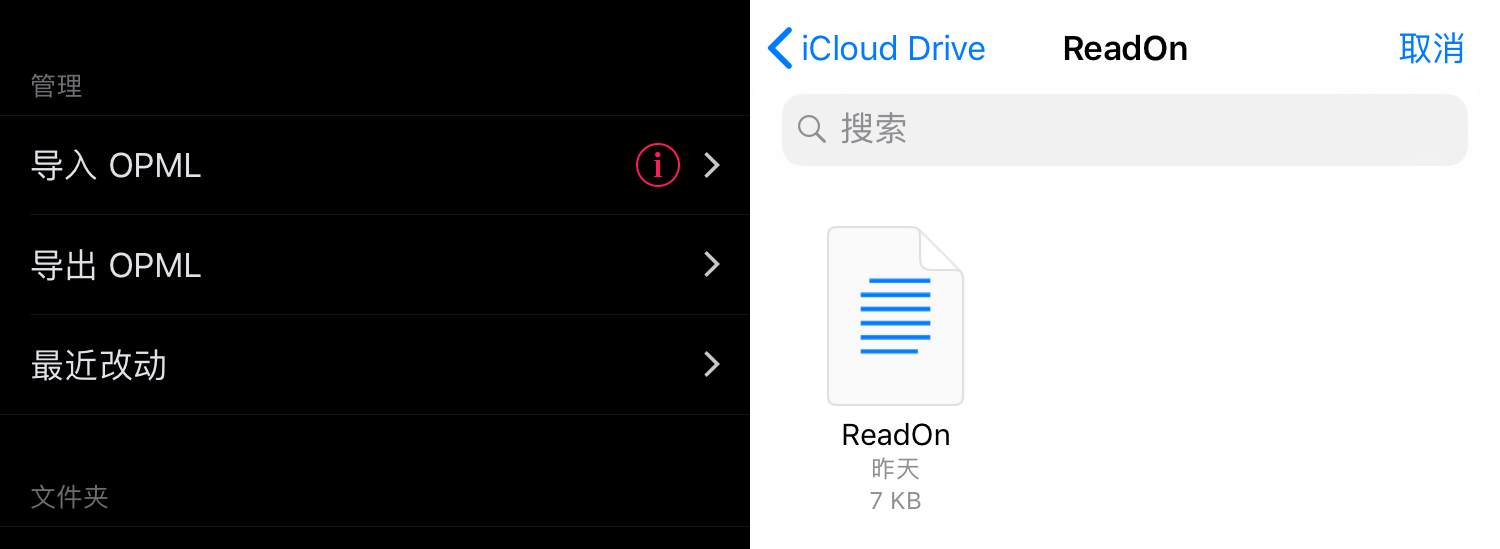 管理
导入 OPML
导出 OPML
最近改动
文件夹
iCloud Drive
ReadOn
取消
搜索
ReadOn
昨天
7 KB